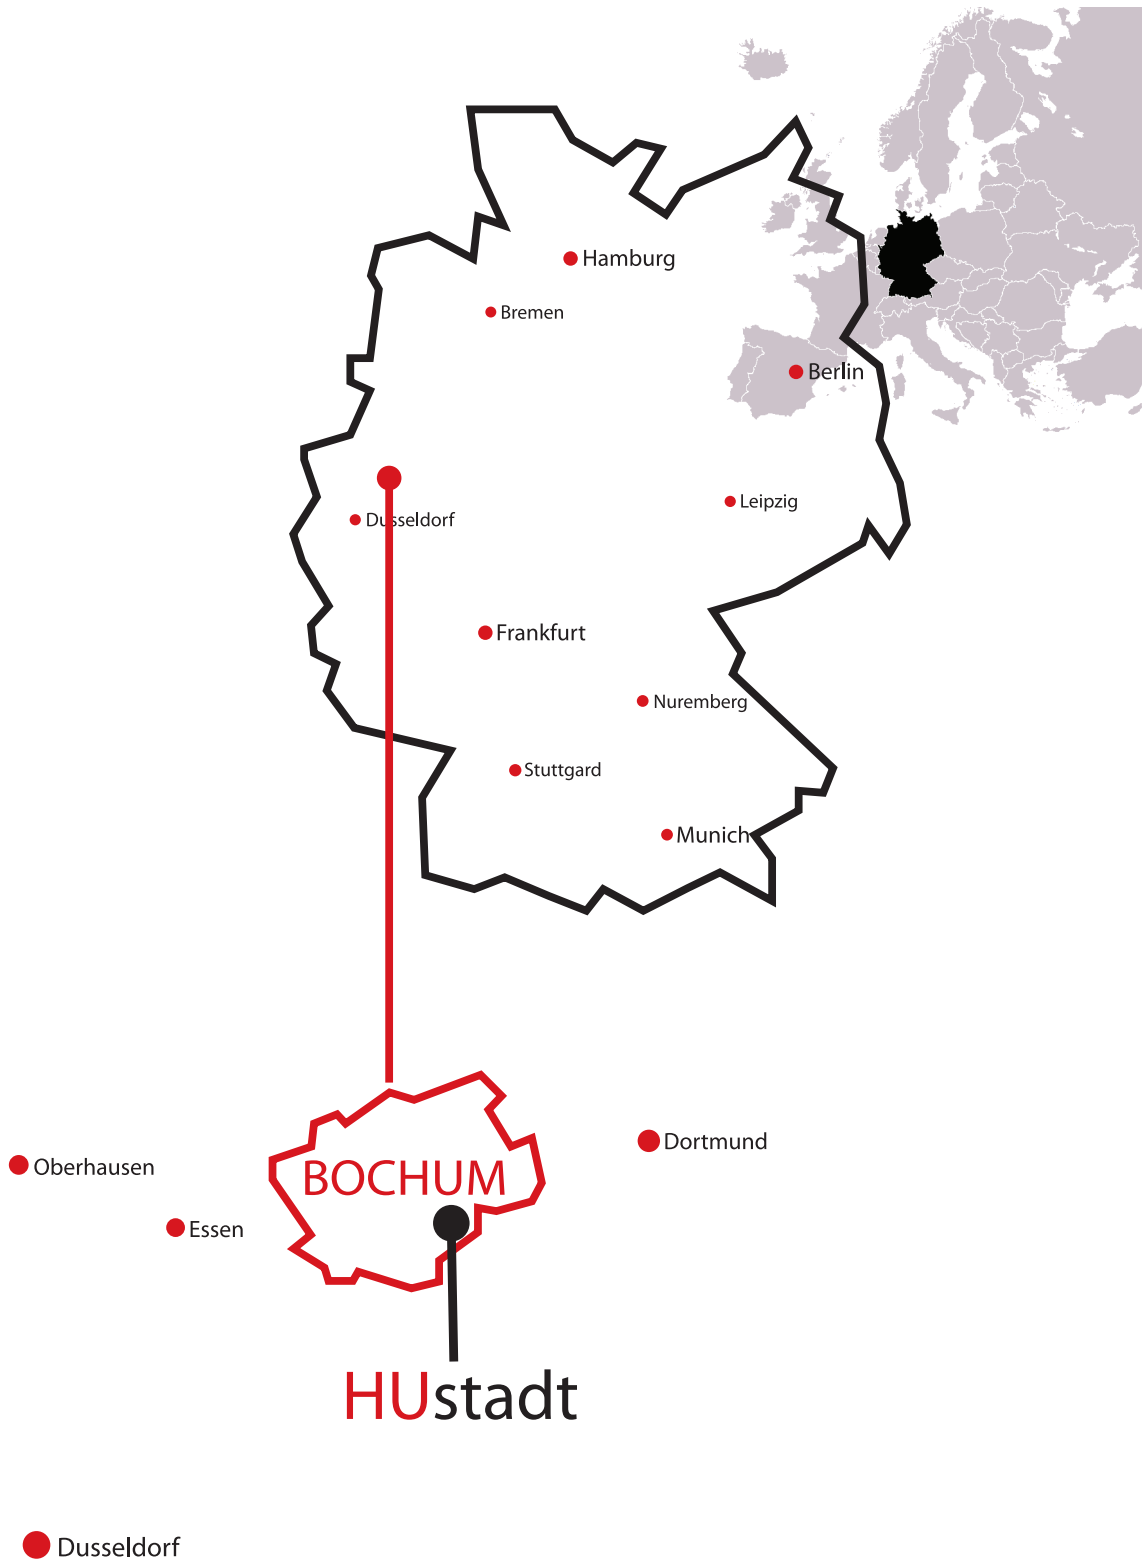 Hamburg
Bremen
Berlin
Leipzig
Dusseldorf
Frankfurt
Nuremberg
Stuttgard
Munich
Dortmund
Oberhausen
BOCHUM
Essen
HUstadt
Dusseldorf